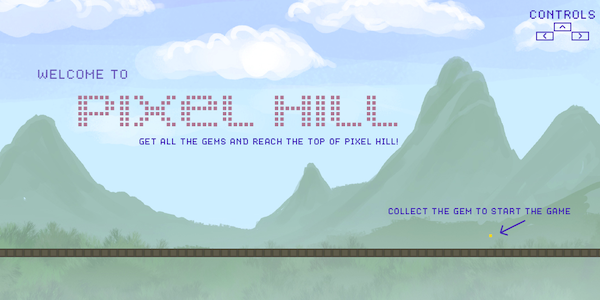 CONTROLS
WELCOME TO
PIXEL HILL
GET ALL THE GEMS AND REACH THE TOP OF PIXEL HILL!
COLLECT THE GEM TO START THE GAME